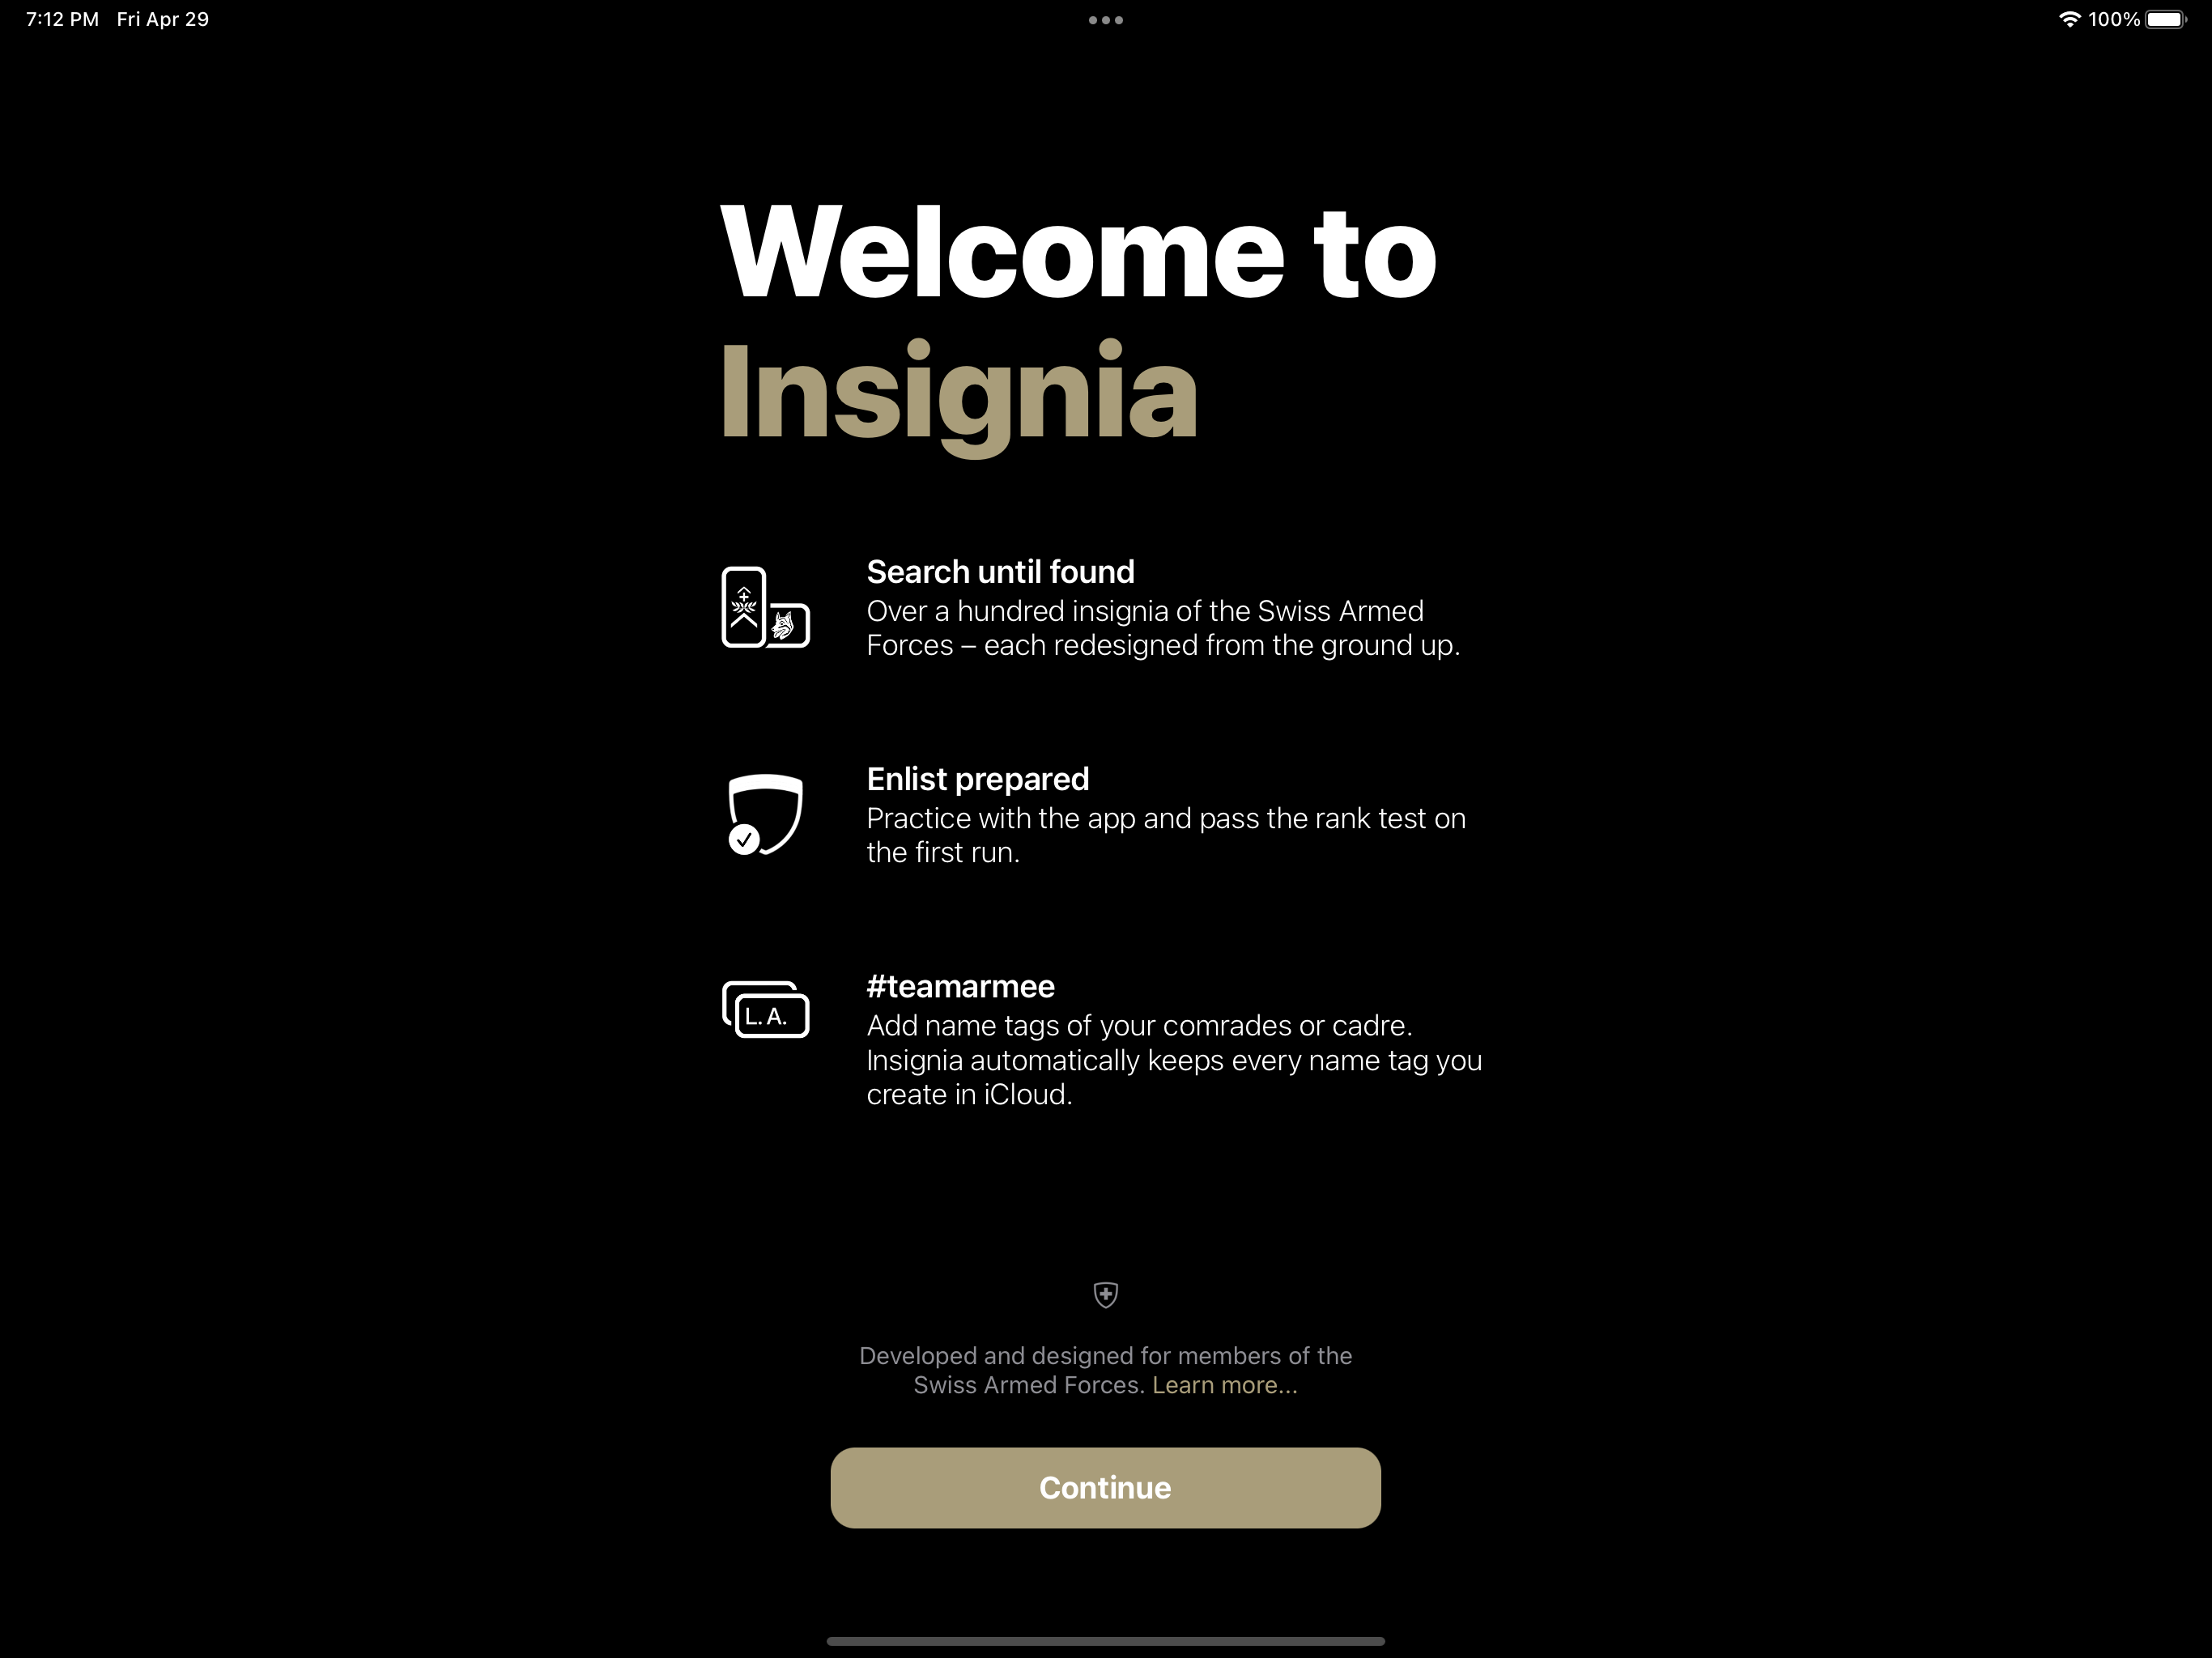 7:12 PM Fri Apr 29
100%
Welcome to
Insignia
Search until found
Over a hundred insignia of the Swiss Armed
Forces – each redesigned from the ground up.
Enlist prepared
Practice with the app and pass the rank test on
the first run.
L. A.
#teamarmee
Add name tags of your comrades or cadre.
Insignia automatically keeps every name tag you
create in iCloud.
Developed and designed for members of the
Swiss Armed Forces. Learn more...
Continue